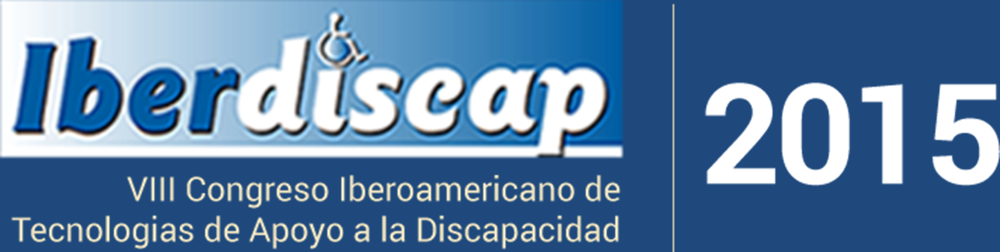 Iberdiscap
2015
VIII Congreso Iberoamericano de
Tecnologias de Apoyo a la Discapacidad